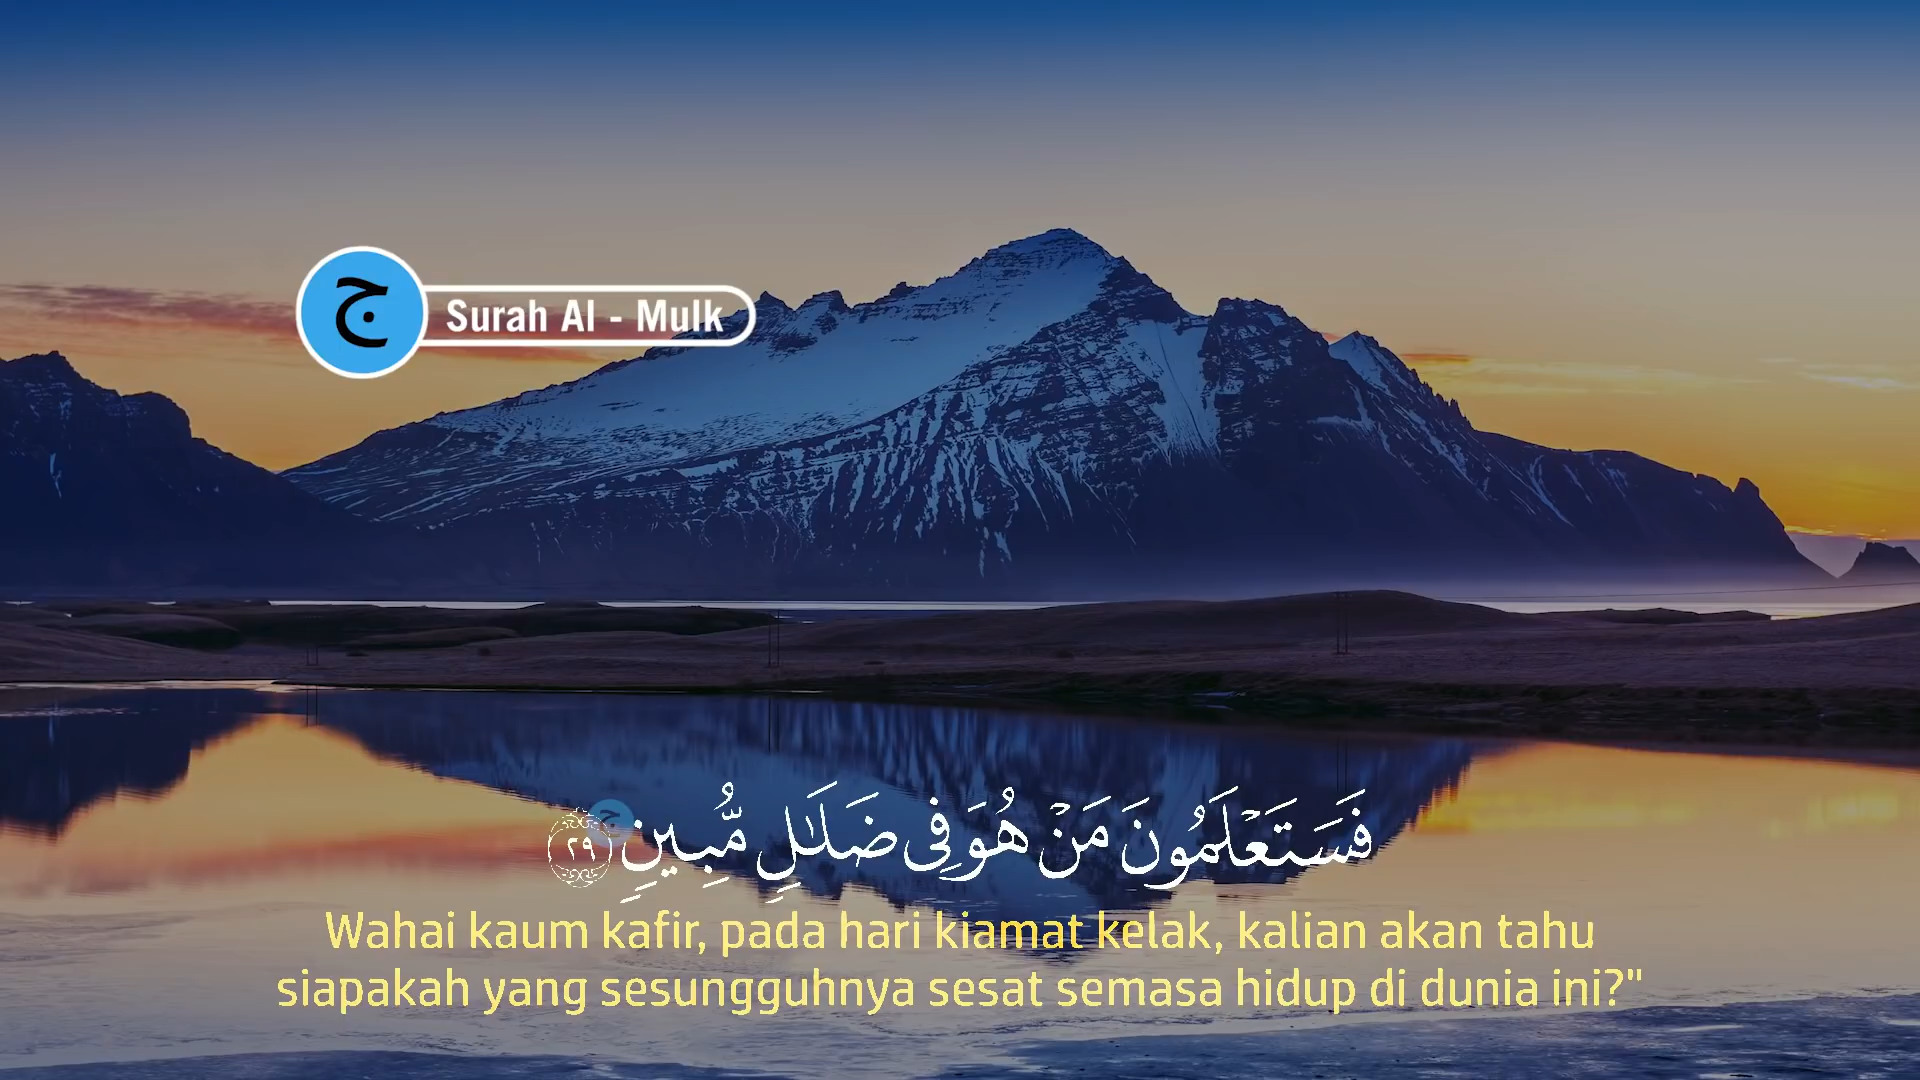 ج
Surah Al - Mulk
فَسَتَعْلَمُونَ مَنْ هُوَ فِى ضَلَـٰلٍ مُّبِينٍ ٢٩
ج
Wahai kaum kafir, pada hari kiamat kelak, kalian akan tahu
siapakah yang sesungguhnya sesat semasa hidup di dunia ini?"